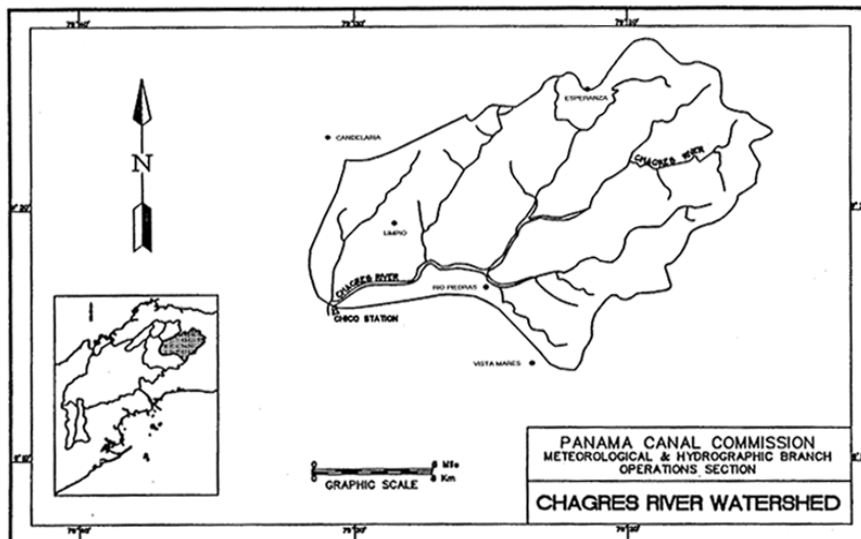 ESPERANZA
CANDELARIA
CHAGRES RIVER
N
LIMPIO
CHAGRES RIVER
RIO PIEDRAS
CHICO STATION
VISTA MARES
GRAPHIC SCALE
Km
PANAMA CANAL COMMISSION
METEOROLOGICAL & HYDROGRAPHIC BRANCH
OPERATIONS SECTION
CHAGRES RIVER WATERSHED